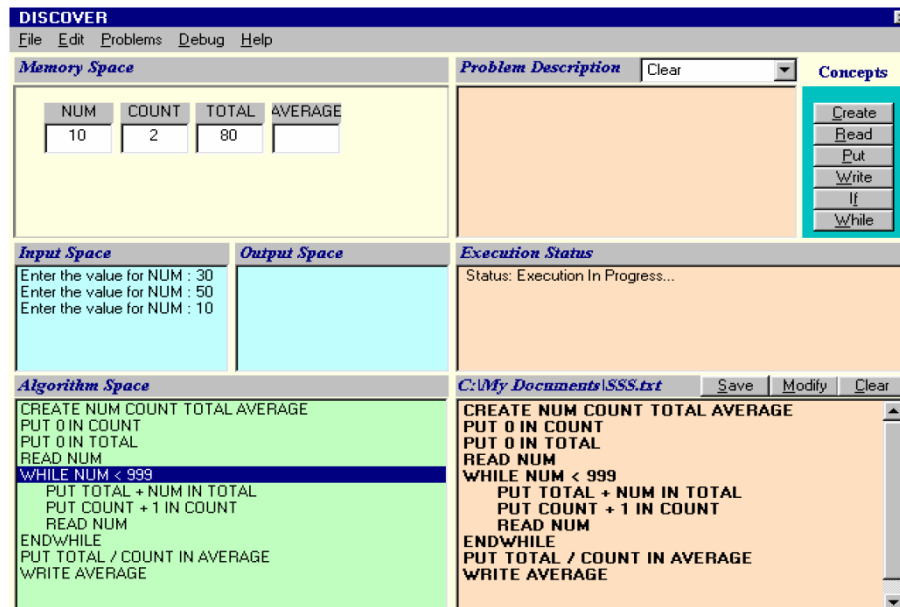 DISCOVER
File Edit Problems Debug Help
Memory Space
NUM COUNT TOTAL AVERAGE
10 2 80
Problem Description Clear
Concepts
Create
Read
Put
Write
If
While
Input Space
Enter the value for NUM : 30
Enter the value for NUM : 50
Enter the value for NUM : 10
Output Space
Execution Status
Status: Execution In Progress...
Algorithm Space
CREATE NUM COUNT TOTAL AVERAGE
PUT 0 IN COUNT
PUT 0 IN TOTAL
READ NUM
WHILE NUM < 999
PUT TOTAL + NUM IN TOTAL
PUT COUNT + 1 IN COUNT
READ NUM
ENDWHILE
PUT TOTAL / COUNT IN AVERAGE
WRITE AVERAGE
C:\My Documents\SSS.txt Save Modify Clear
CREATE NUM COUNT TOTAL AVERAGE
PUT 0 IN COUNT
PUT 0 IN TOTAL
READ NUM
WHILE NUM < 999
PUT TOTAL + NUM IN TOTAL
PUT COUNT + 1 IN COUNT
READ NUM
ENDWHILE
PUT TOTAL / COUNT IN AVERAGE
WRITE AVERAGE